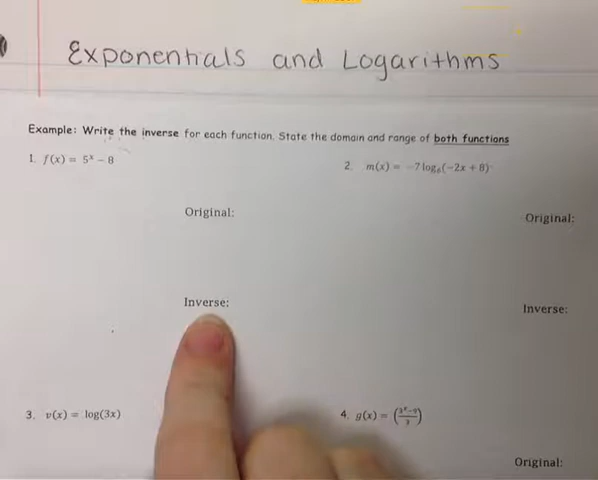 Exponentials and Logarithms
Example: Write the inverse for each function. State the domain and range of both functions
1. f(x) = 5ˣ − 8
2. m(x) = −7 log₆(−2x + 8)
Original:
Original:
Inverse:
Inverse:
3. v(x) = log(3x)
4. g(x) =
Original: